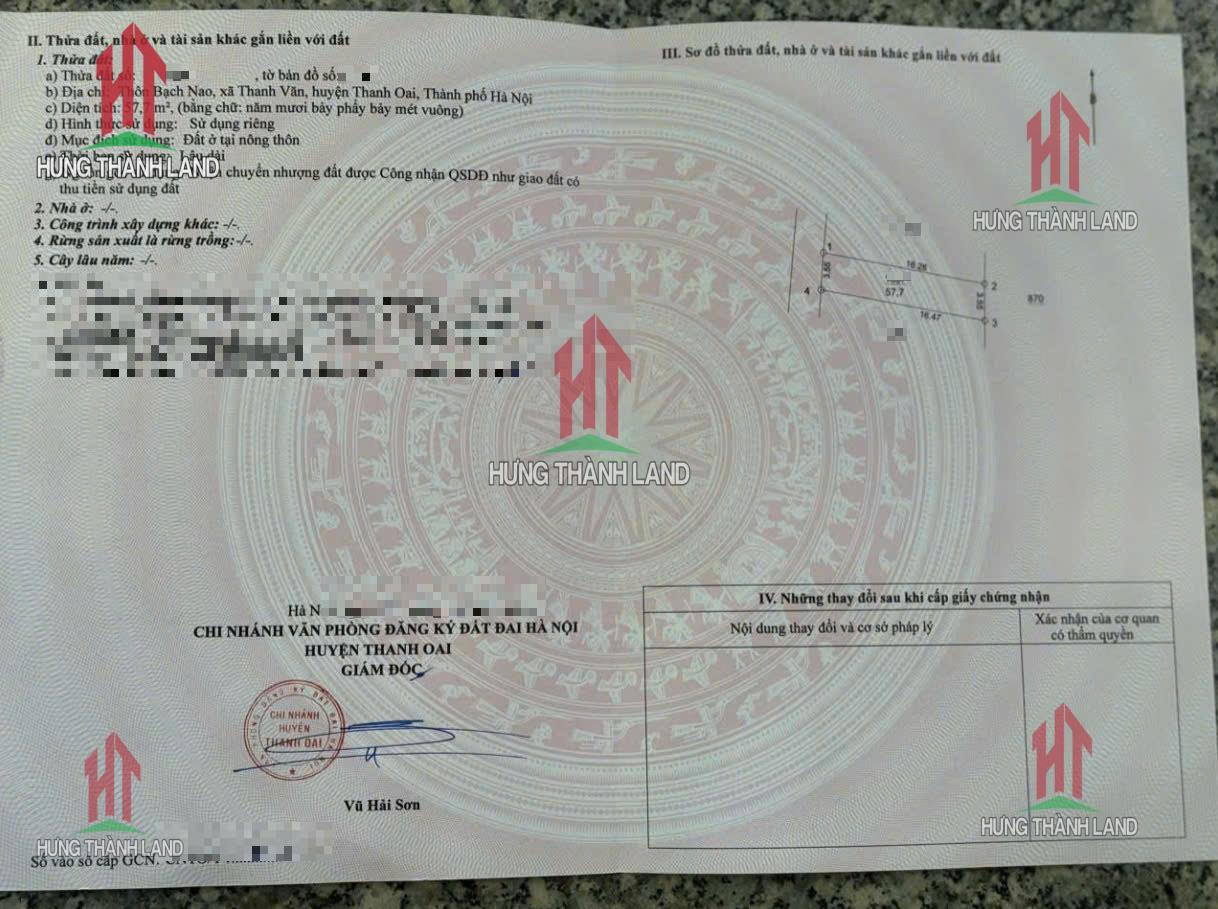 II. Thửa đất, nhà ở và tài sản khác gắn liền với đất
1. Thửa đất:
a) Thửa đất số: , tờ bản đồ số
b) Địa chỉ: Thôn Bạch Nao, xã Thanh Văn, huyện Thanh Oai, Thành phố Hà Nội
c) Diện tích: 57,7 m², (bằng chữ: năm mươi bảy phẩy bảy mét vuông)
d) Hình thức sử dụng: Sử dụng riêng
đ) Mục đích sử dụng: Đất ở tại nông thôn
Lâu dài
chuyển nhượng đất được Công nhận QSDĐ như giao đất có
thu tiền sử dụng đất
2. Nhà ở: -/-.
3. Công trình xây dựng khác: -/-.
4. Rừng sản xuất là rừng trồng:-/-.
5. Cây lâu năm: -/-.
Hà N
CHI NHÁNH VĂN PHÒNG ĐĂNG KÝ ĐẤT ĐAI HÀ NỘI
HUYỆN THANH OAI
GIÁM ĐỐC
CHI NHÁNH
HUYỆN
THANH OAI
Vũ Hải Sơn
Số vào sổ cấp GCN:
III. Sơ đồ thửa đất, nhà ở và tài sản khác gắn liền với đất
1
16.26
2
3.55
57,7
870
4
3.55
16.47
3
IV. Những thay đổi sau khi cấp giấy chứng nhận
Nội dung thay đổi và cơ sở pháp lý
Xác nhận của cơ quan
có thẩm quyền
HT
HƯNG THÀNH LAND
HT
HƯNG THÀNH LAND
HT
HƯNG THÀNH LAND
HT
HƯNG THÀNH LAND
HT
HƯNG THÀNH LAND